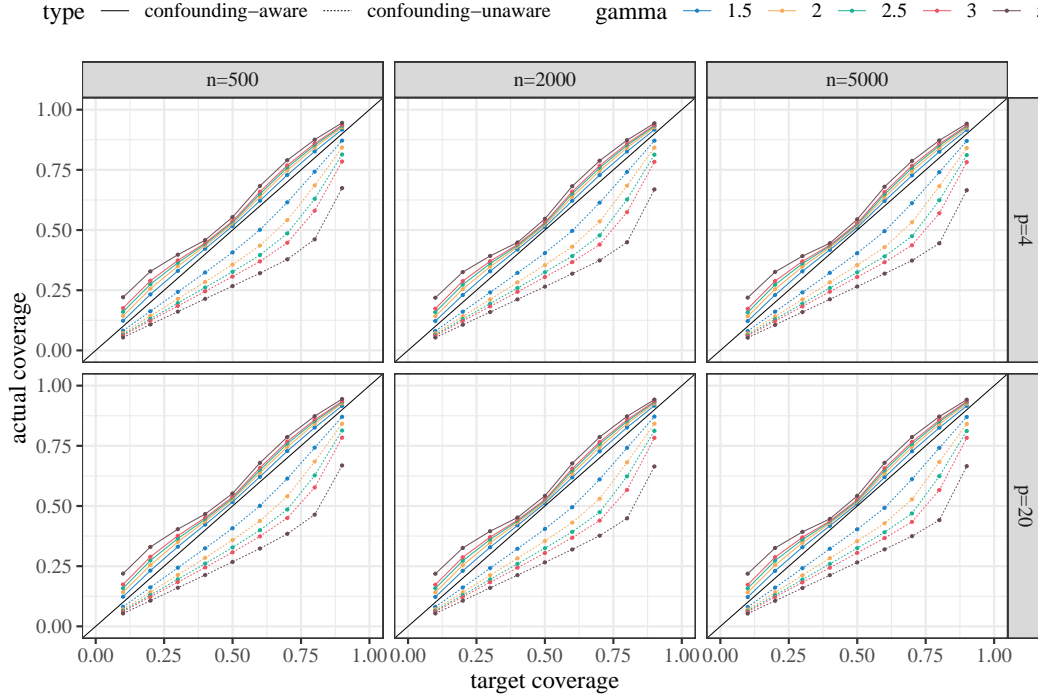 type confounding-aware confounding-unaware gamma 1.5 2 2.5 3
n=500 n=2000 n=5000
1.00
0.75
0.50
0.25
0.00
p=4
1.00
0.75
0.50
0.25
0.00
p=20
actual coverage
0.00 0.25 0.50 0.75 1.00 0.00 0.25 0.50 0.75 1.00 0.00 0.25 0.50 0.75 1.00
target coverage